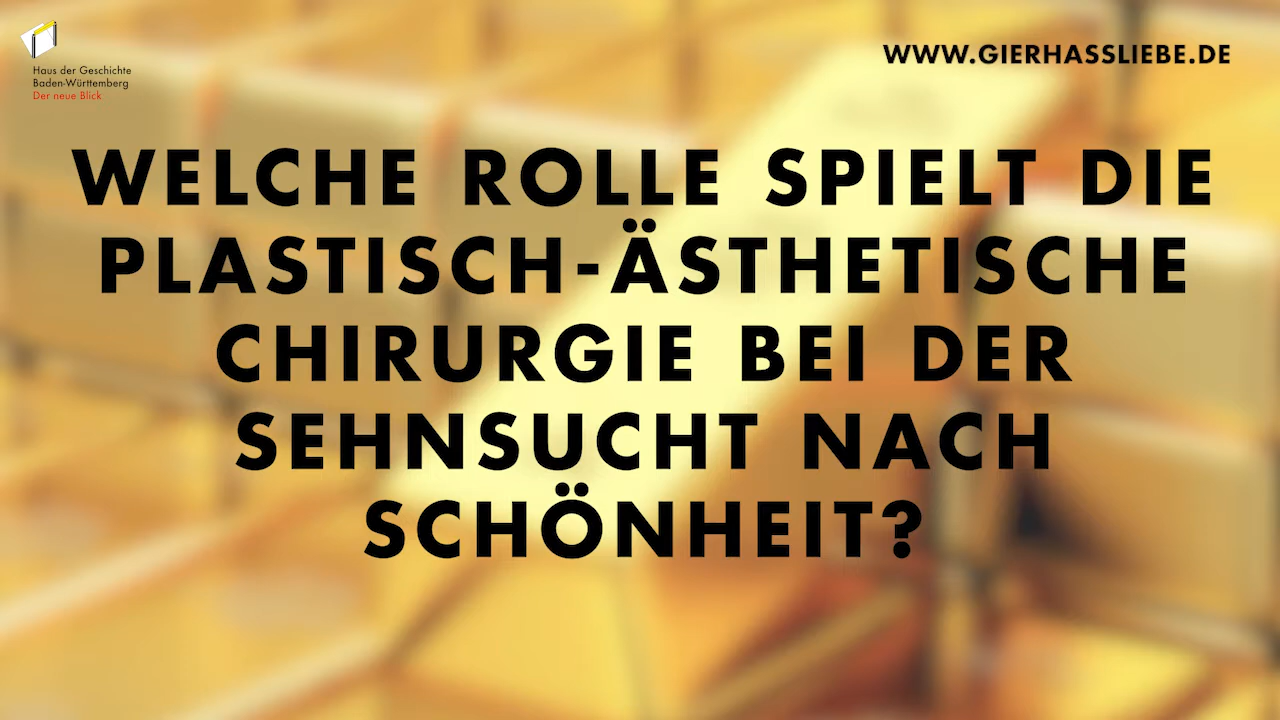 Haus der Geschichte
Baden-Württemberg
Der neue Blick
WWW.GIERHASSLIEBE.DE
WELCHE ROLLE SPIELT DIE
PLASTISCH-ÄSTHETISCHE
CHIRURGIE BEI DER
SEHNSUCHT NACH
SCHÖNHEIT?